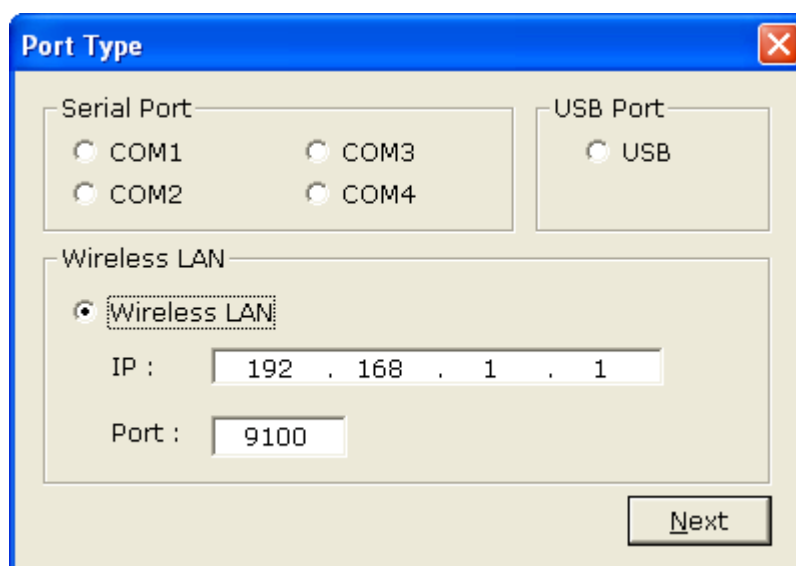 Port Type
Serial Port
USB Port
COM1
COM3
USB
COM2
COM4
Wireless LAN
Wireless LAN
IP : 192 . 168 . 1 . 1
Port : 9100
Next